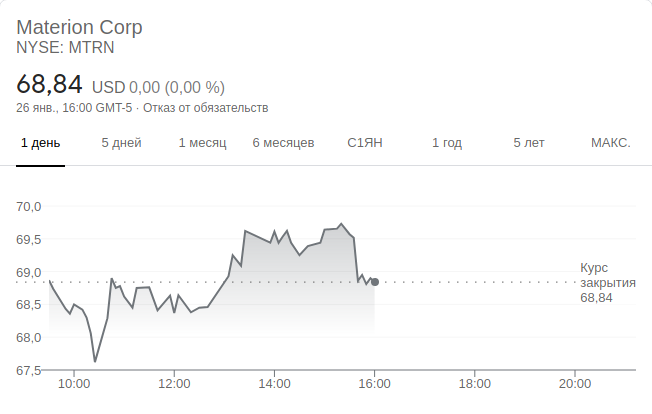 Materion Corp
NYSE: MTRN
68,84 USD 0,00 (0,00 %)
26 янв., 16:00 GMT-5 · Отказ от обязательств
1 день 5 дней 1 месяц 6 месяцев С1ЯН 1 год 5 лет МАКС.
70,0
69,5
69,0
68,5
68,0
67,5
Курс
закрытия
68,84
10:00 12:00 14:00 16:00 18:00 20:00